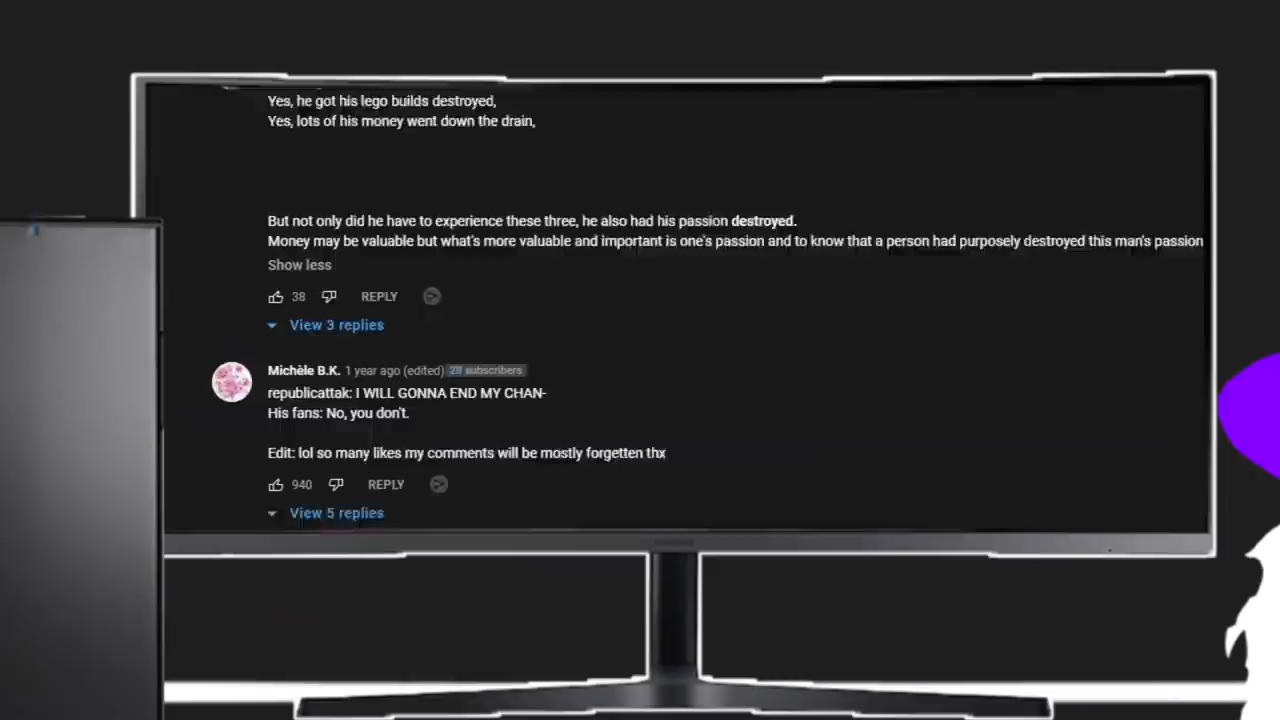 Yes, he got his lego builds destroyed,
Yes, lots of his money went down the drain,
But not only did he have to experience these three, he also had his passion destroyed.
Money may be valuable but what's more valuable and important is one's passion and to know that a person had purposely destroyed this man's passion
Show less
38 REPLY
View 3 replies
Michèle B.K. 1 year ago (edited) 28 subscribers
republicattak: I WILL GONNA END MY CHAN-
His fans: No, you don't.
Edit: lol so many likes my comments will be mostly forgetten thx
940 REPLY
View 5 replies